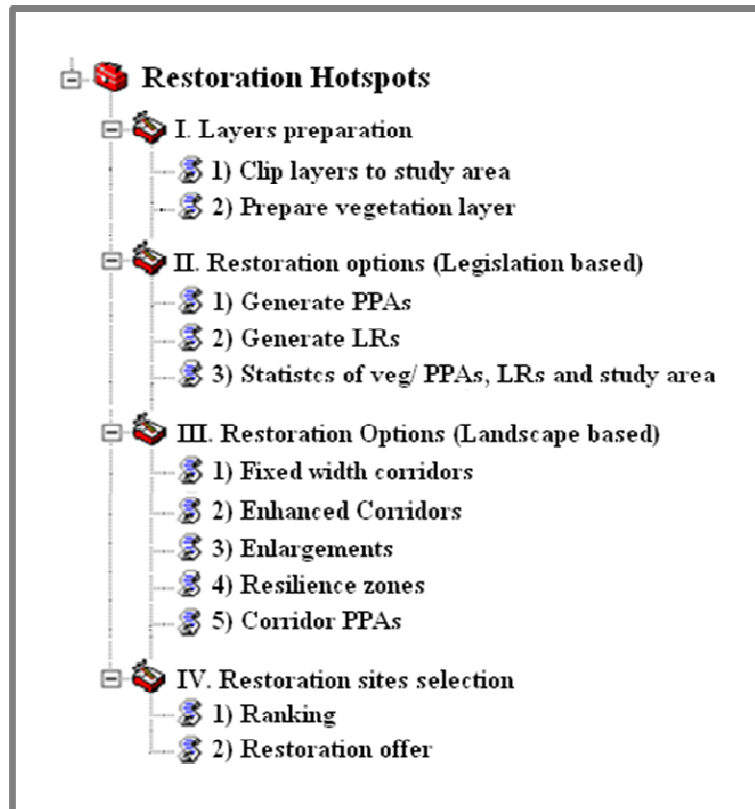 Restoration Hotspots
I. Layers preparation
1) Clip layers to study area
2) Prepare vegetation layer
II. Restoration options (Legislation based)
1) Generate PPAs
2) Generate LRs
3) Statistcs of veg/ PPAs, LRs and study area
III. Restoration Options (Landscape based)
1) Fixed width corridors
2) Enhanced Corridors
3) Enlargements
4) Resilience zones
5) Corridor PPAs
IV. Restoration sites selection
1) Ranking
2) Restoration offer